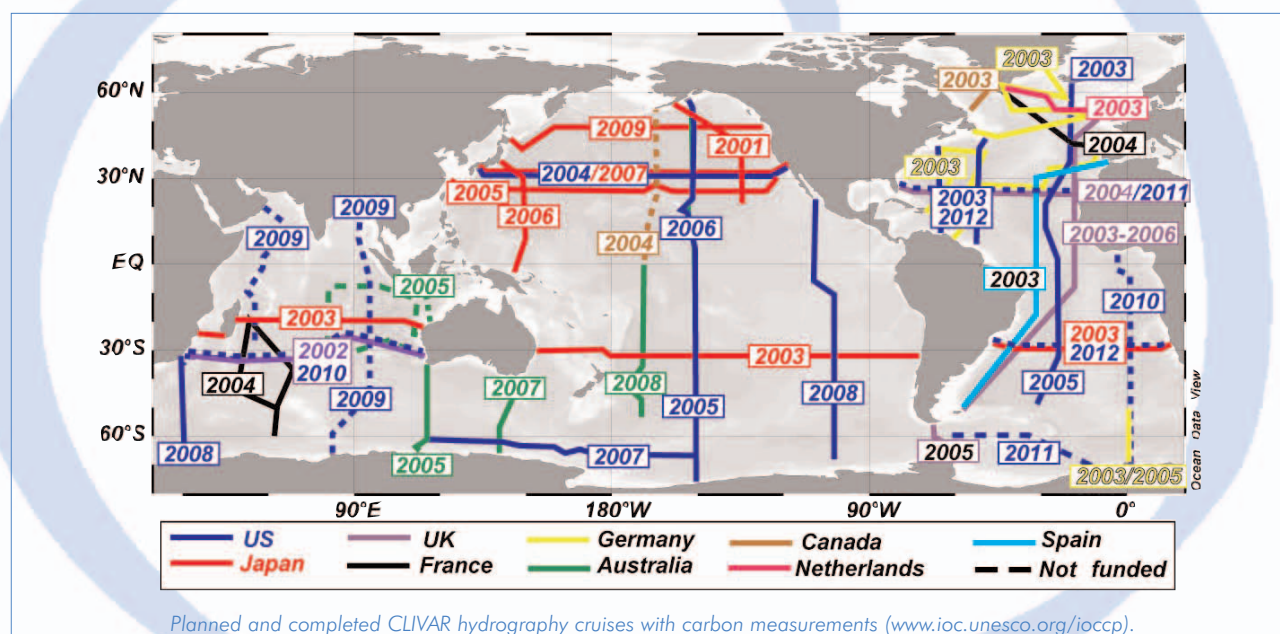 2003
2003
2003
60°N
2003
2009
2001
2004
30°N
2004/2007
2003
2005
2009
2006
2003
2012
2004/2011
2009
2004
2006
2003-2006
EQ
2005
2003
2010
2003
2003
2012
30°S
2002
2010
2003
2004
2009
2007
2008
2005
2008
2005
60°S
2008
2005
2007
2005
2011
2003/2005
Ocean Data View
90°E
180°W
90°W
0°
US
UK
Germany
Canada
Spain
Japan
France
Australia
Netherlands
Not funded
Planned and completed CLIVAR hydrography cruises with carbon measurements (www.ioc.unesco.org/ioccp).